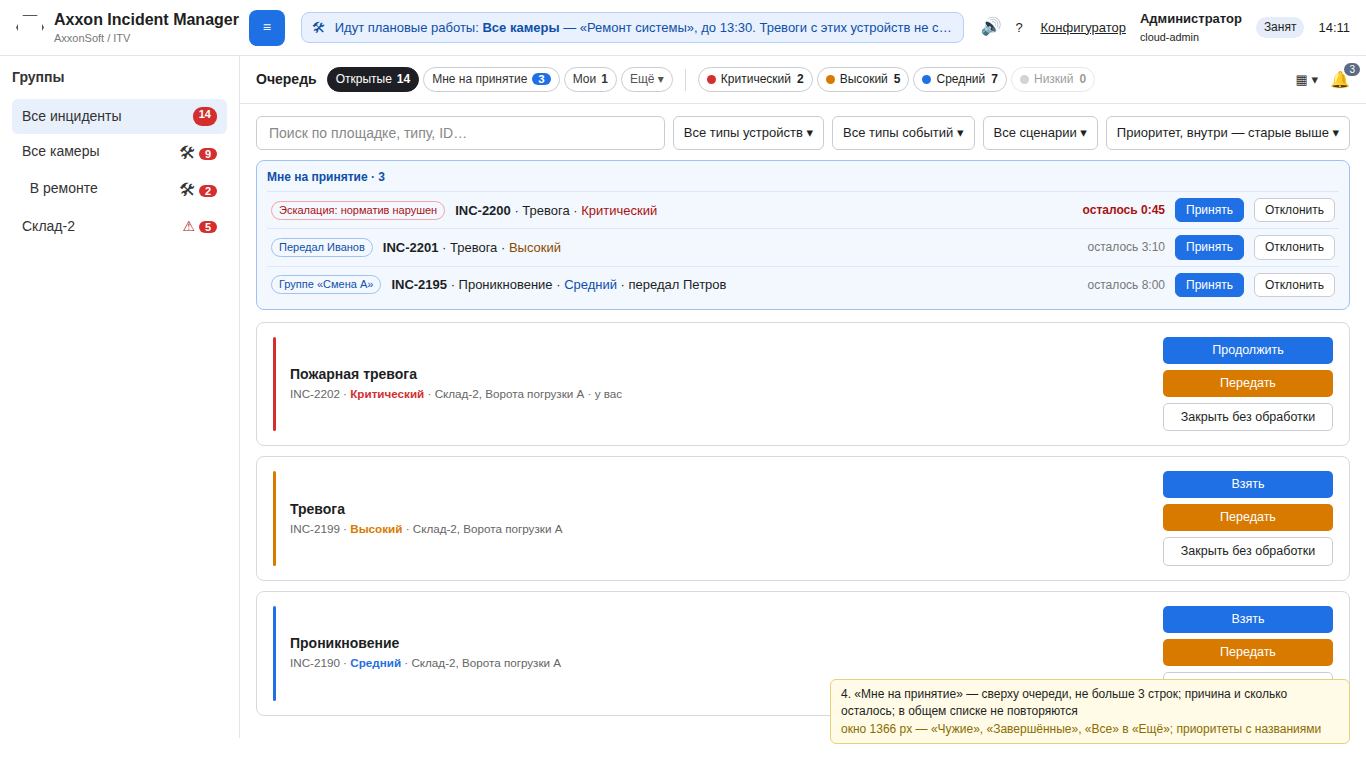 Axxon Incident Manager
AxxonSoft / ITV
≡
🛠 Идут плановые работы: Все камеры — «Ремонт системы», до 13:30. Тревоги с этих устройств не с…
?
Конфигуратор
Администратор
cloud-admin
Занят
14:11
Группы
Все инциденты 14
Все камеры 🛠 9
В ремонте 🛠 2
Склад-2 ⚠ 5
Очередь Открытые 14 Мне на принятие 3 Мои 1 Ещё ▾ Критический 2 Высокий 5 Средний 7 Низкий 0 ▦ ▾ 🔔 3
Поиск по площадке, типу, ID… Все типы устройств ▾ Все типы событий ▾ Все сценарии ▾ Приоритет, внутри — старые выше ▾
Мне на принятие · 3
Эскалация: норматив нарушен INC-2200 · Тревога · Критический осталось 0:45 Принять Отклонить
Передал Иванов INC-2201 · Тревога · Высокий осталось 3:10 Принять Отклонить
Группе «Смена А» INC-2195 · Проникновение · Средний · передал Петров осталось 8:00 Принять Отклонить
Пожарная тревога
INC-2202 · Критический · Склад-2, Ворота погрузки А · у вас
Продолжить
Передать
Закрыть без обработки
Тревога
INC-2199 · Высокий · Склад-2, Ворота погрузки А
Взять
Передать
Закрыть без обработки
Проникновение
INC-2190 · Средний · Склад-2, Ворота погрузки А
Взять
Передать
4. «Мне на принятие» — сверху очереди, не больше 3 строк; причина и сколько
осталось; в общем списке не повторяются
окно 1366 px — «Чужие», «Завершённые», «Все» в «Ещё»; приоритеты с названиями